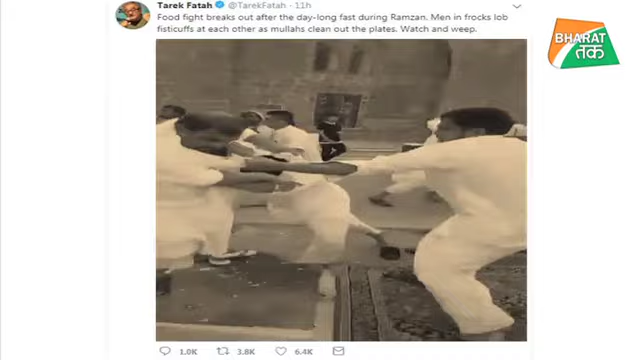 Tarek Fatah @TarekFatah · 11h
Food fight breaks out after the day-long fast during Ramzan. Men in frocks lob
fisticuffs at each other as mullahs clean out the plates. Watch and weep.
BHARAT
तक
1.0K 3.8K 6.4K